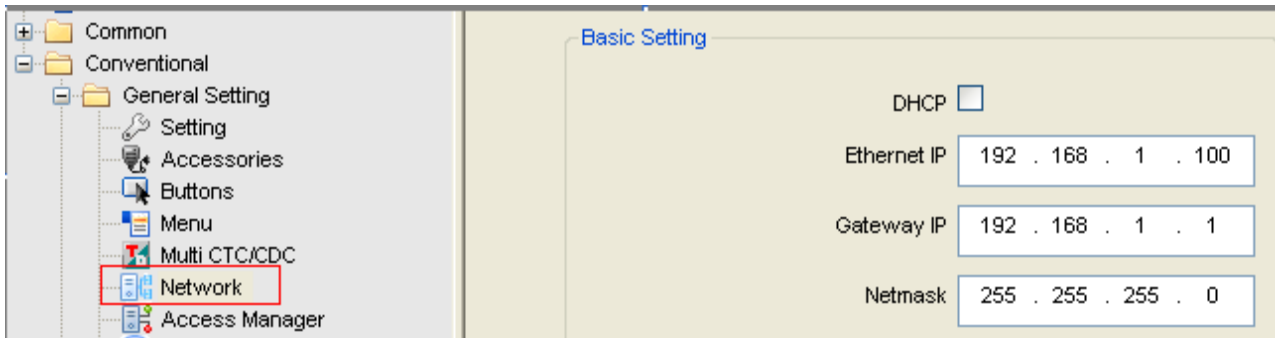 Common
Conventional
General Setting
Setting
Accessories
Buttons
Menu
Multi CTC/CDC
Network
Access Manager
Basic Setting
DHCP
Ethernet IP 192 . 168 . 1 . 100
Gateway IP 192 . 168 . 1 . 1
Netmask 255 . 255 . 255 . 0